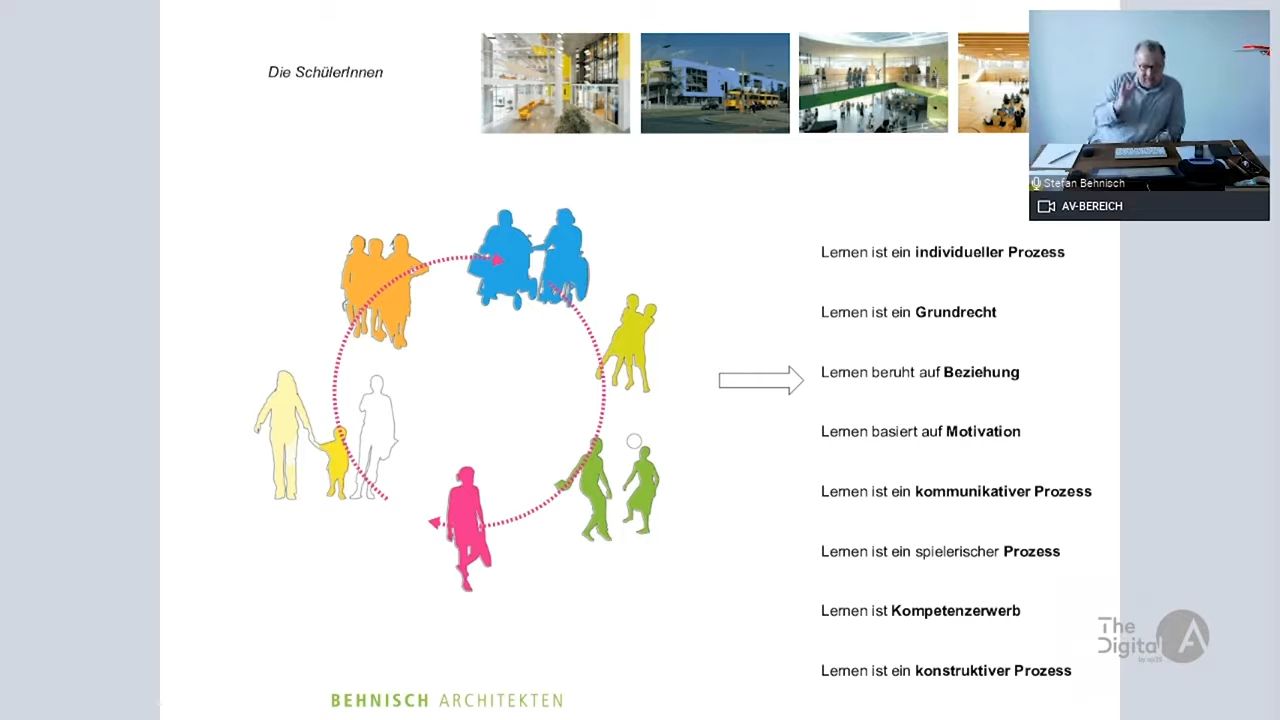 Die SchülerInnen
Stefan Behnisch
AV-BEREICH
Lernen ist ein individueller Prozess
Lernen ist ein Grundrecht
Lernen beruht auf Beziehung
Lernen basiert auf Motivation
Lernen ist ein kommunikativer Prozess
Lernen ist ein spielerischer Prozess
Lernen ist Kompetenzerwerb
Lernen ist ein konstruktiver Prozess
The
Digital A
BEHNISCH ARCHITEKTEN